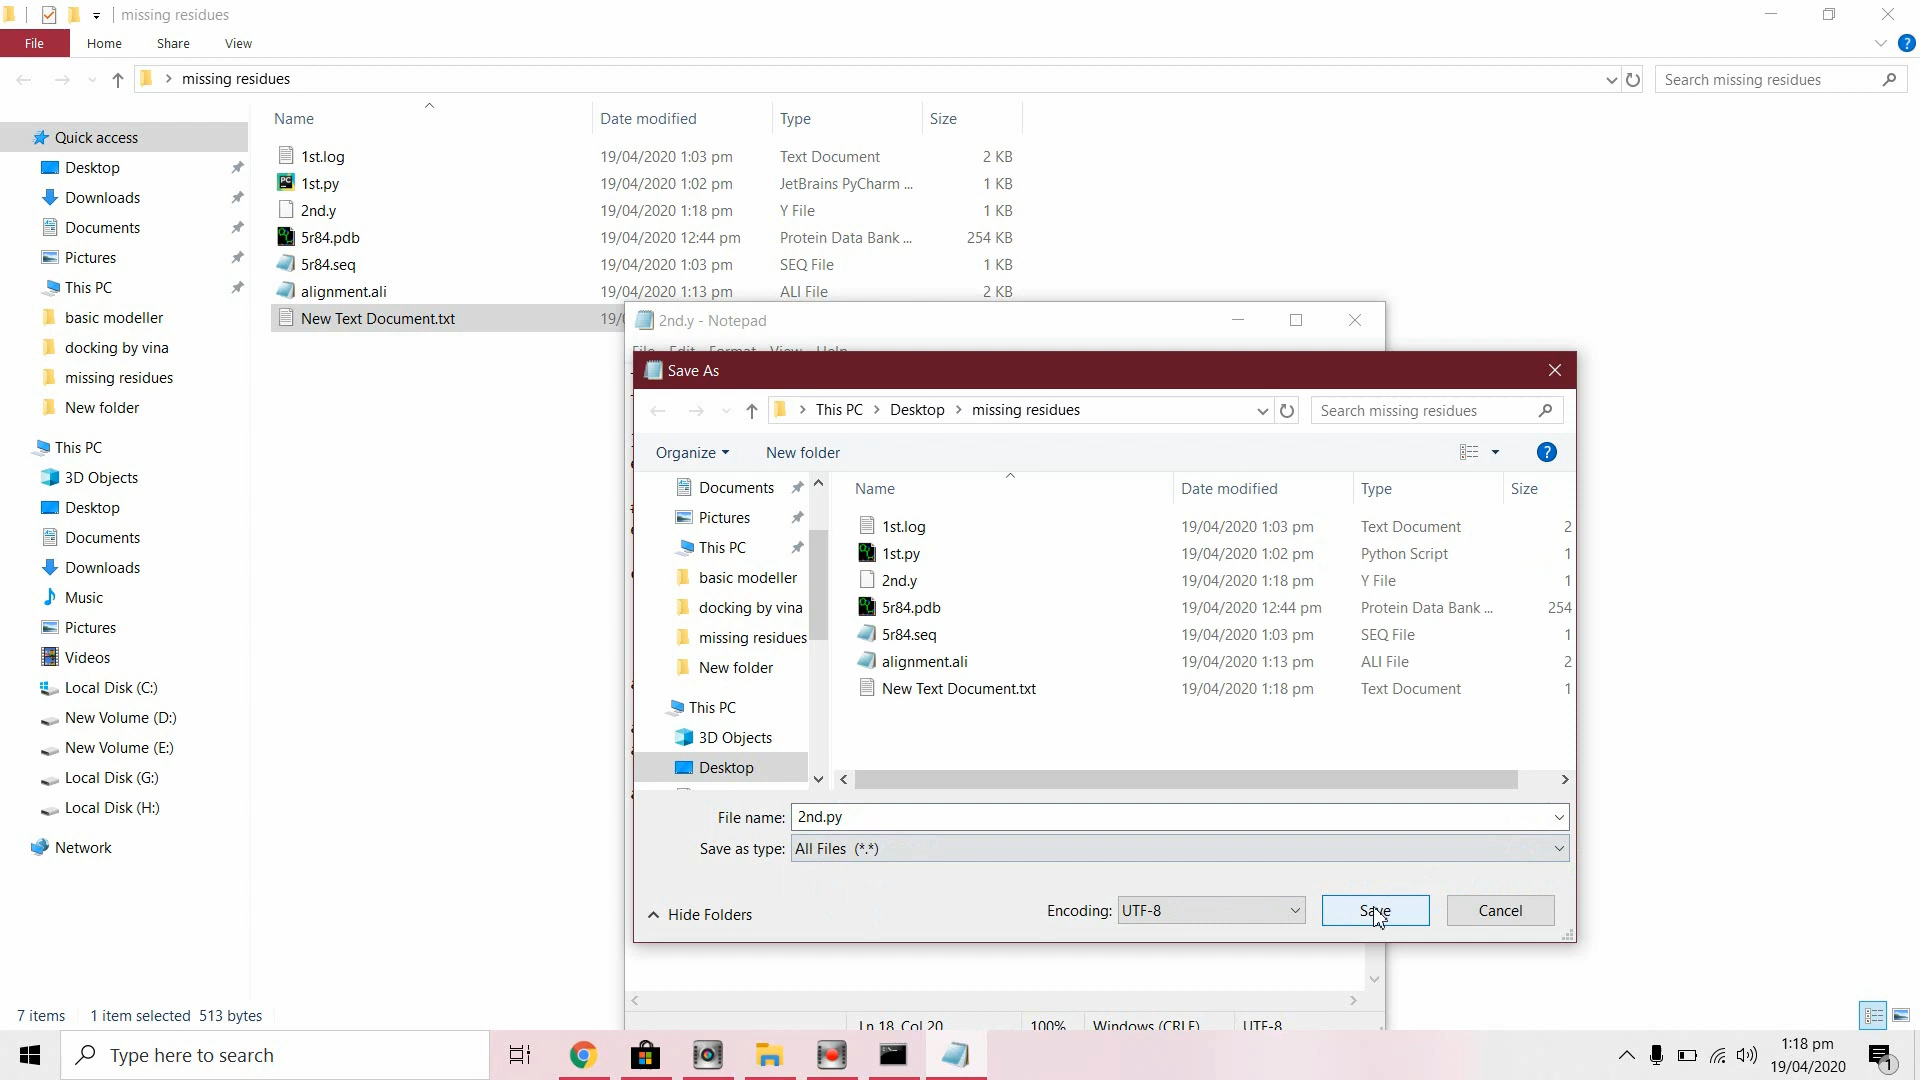 missing residues
File Home Share View
missing residues
Search missing residues
Name Date modified Type Size
Quick access
Desktop
Downloads
Documents
Pictures
This PC
basic modeller
docking by vina
missing residues
New folder
This PC
3D Objects
Desktop
Documents
Downloads
Music
Pictures
Videos
Local Disk (C:)
New Volume (D:)
New Volume (E:)
Local Disk (G:)
Local Disk (H:)
Network
1st.log 19/04/2020 1:03 pm Text Document 2 KB
1st.py 19/04/2020 1:02 pm JetBrains PyCharm ... 1 KB
2nd.y 19/04/2020 1:18 pm Y File 1 KB
5r84.pdb 19/04/2020 12:44 pm Protein Data Bank ... 254 KB
5r84.seq 19/04/2020 1:03 pm SEQ File 1 KB
alignment.ali 19/04/2020 1:13 pm ALI File 2 KB
New Text Document.txt 19/
2nd.y - Notepad
File Edit Format View Help
Save As
This PC > Desktop > missing residues
Search missing residues
Organize New folder
Documents
Pictures
This PC
basic modeller
docking by vina
missing residues
New folder
This PC
3D Objects
Desktop
Name Date modified Type Size
1st.log 19/04/2020 1:03 pm Text Document 2
1st.py 19/04/2020 1:02 pm Python Script 1
2nd.y 19/04/2020 1:18 pm Y File 1
5r84.pdb 19/04/2020 12:44 pm Protein Data Bank ... 254
5r84.seq 19/04/2020 1:03 pm SEQ File 1
alignment.ali 19/04/2020 1:13 pm ALI File 2
New Text Document.txt 19/04/2020 1:18 pm Text Document 1
File name: 2nd.py
Save as type: All Files (*.*)
Hide Folders
Encoding: UTF-8
Save Cancel
Ln 18, Col 20 100% Windows (CRLF) UTF-8
7 items 1 item selected 513 bytes
Type here to search
1:18 pm
19/04/2020
1